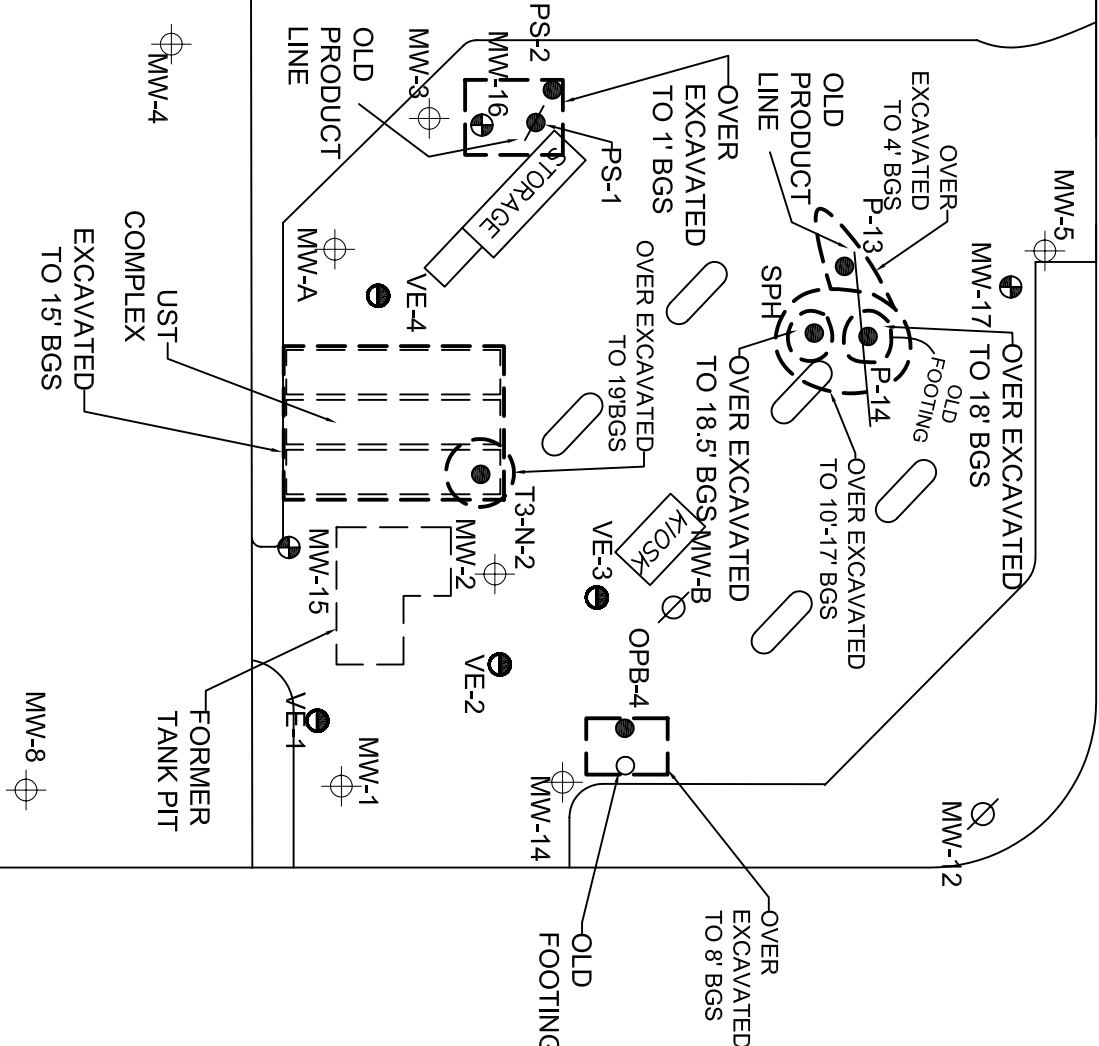 PS-2
MW-16
MW-3
OLD
PRODUCT
LINE
MW-4
PS-1
OVER
EXCAVATED
TO 1' BGS
OLD
PRODUCT
LINE
OVER
EXCAVATED
TO 4' BGS
P-13
MW-5
MW-17
SPH
P-14
OLD
FOOTING
OVER EXCAVATED
TO 18' BGS
OVER EXCAVATED
TO 18.5' BGS
OVER EXCAVATED
TO 10'-17' BGS
OVER EXCAVATED
TO 19'BGS
STORAGE
MW-A
VE-4
UST
COMPLEX
EXCAVATED
TO 15' BGS
T3-N-2
MW-2
MW-15
KIOSK
VE-3
MW-B
OPB-4
VE-2
VE-1
FORMER
TANK PIT
MW-1
MW-8
MW-14
MW-12
OVER
EXCAVATED
TO 8' BGS
OLD
FOOTING